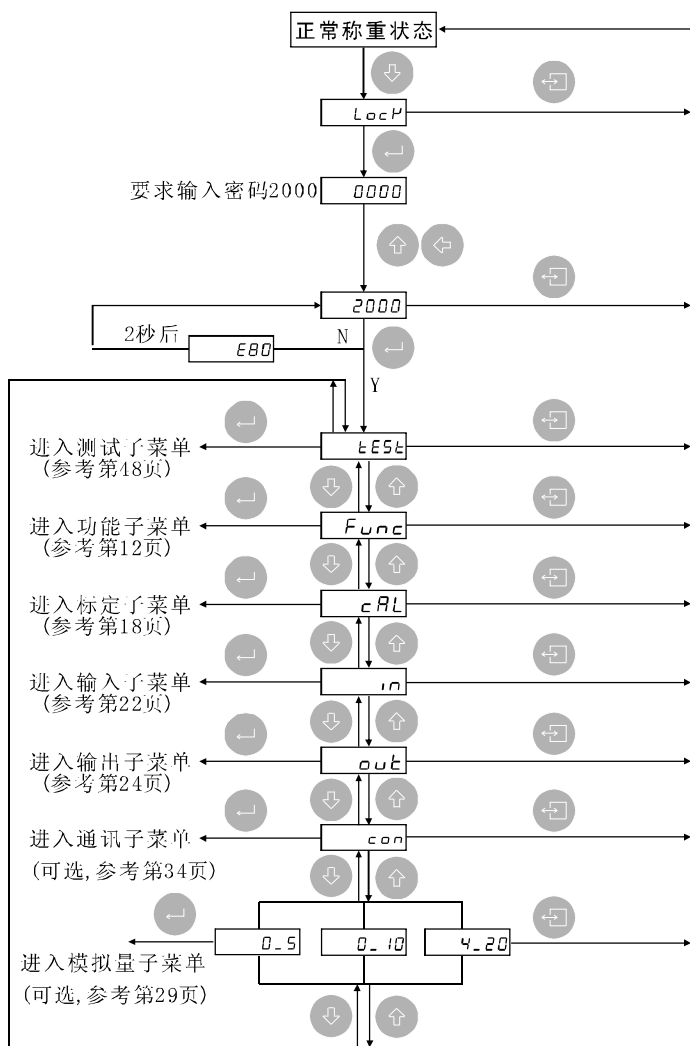 正常称重状态
LocK
要求输入密码2000
0000
2000
2秒后
N
E80
Y
tESt
进入测试子菜单
(参考第48页)
Func
进入功能子菜单
(参考第12页)
cAL
进入标定子菜单
(参考第18页)
in
进入输入子菜单
(参考第22页)
out
进入输出子菜单
(参考第24页)
con
进入通讯子菜单
(可选,参考第34页)
0_5
0_10
4_20
进入模拟量子菜单
(可选,参考第29页)